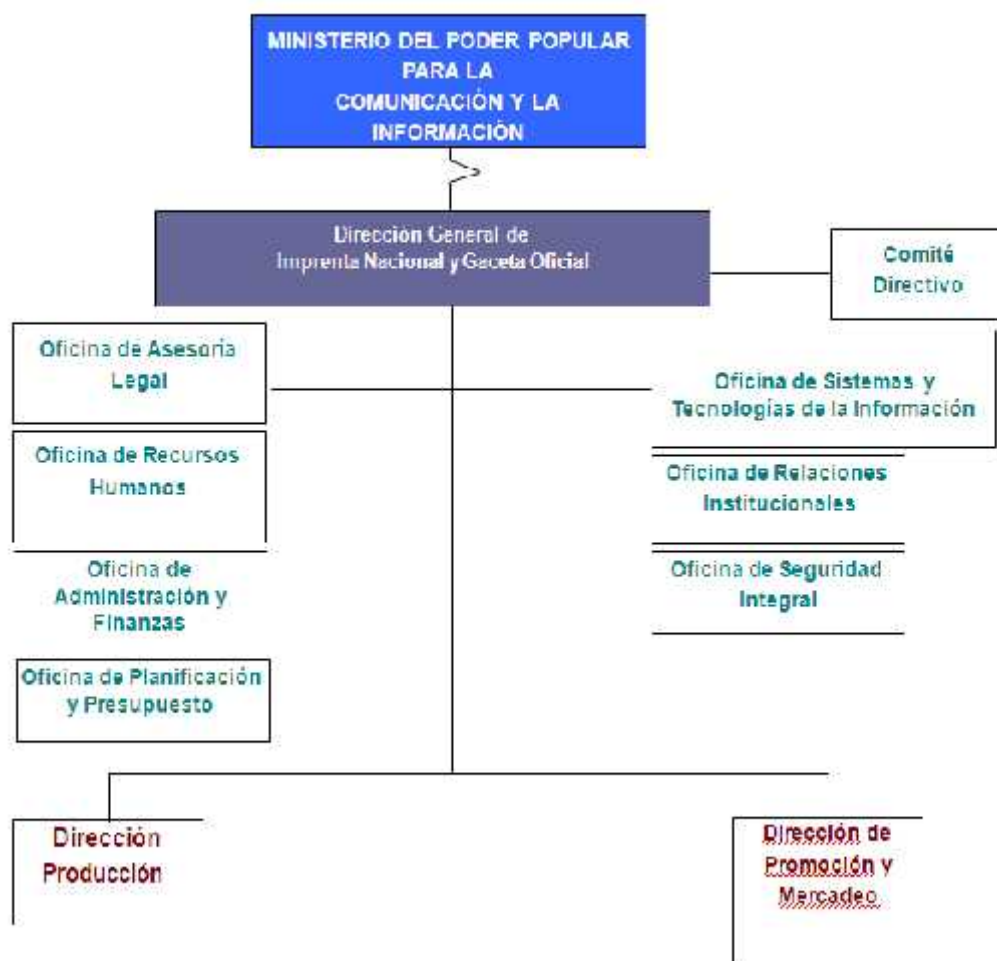 MINISTERIO DEL PODER POPULAR
PARA LA
COMUNICACIÓN Y LA
INFORMACIÓN
Dirección General de
Imprenta Nacional y Gaceta Oficial
Comité
Directivo
Oficina de Asesoría
Legal
Oficina de Sistemas y
Tecnologías de la Información
Oficina de Recursos
Humanos
Oficina de Relaciones
Institucionales
Oficina de
Administración y
Finanzas
Oficina de Seguridad
Integral
Oficina de Planificación
y Presupuesto
Dirección
Producción
Dirección de
Promoción y
Mercadeo